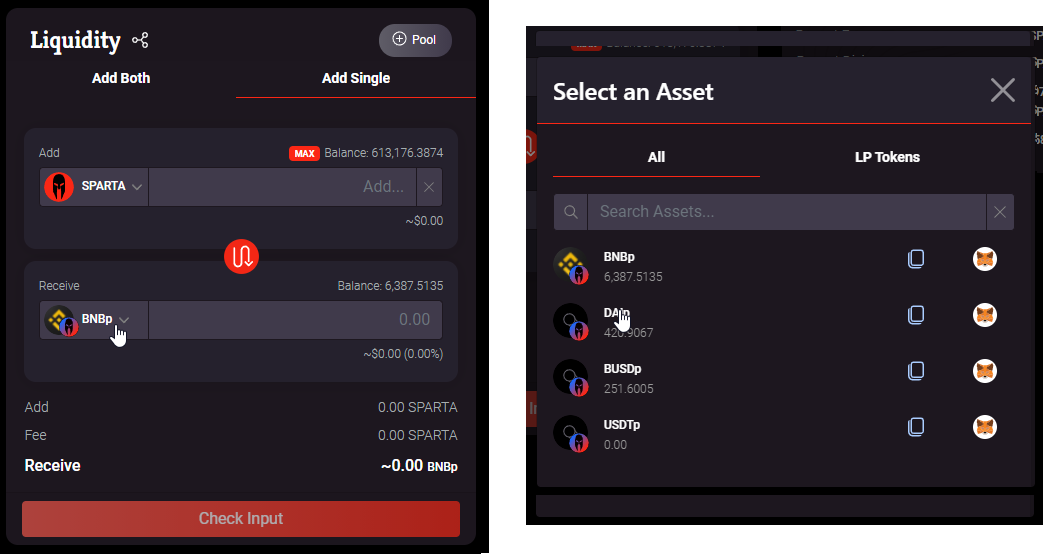 Liquidity
Pool
Add Both
Add Single
Add
MAX Balance: 613,176.3874
SPARTA
Add...
~$0.00
Receive
Balance: 6,387.5135
BNBp
0.00
~$0.00 (0.00%)
Add
0.00 SPARTA
Fee
0.00 SPARTA
Receive
~0.00 BNBp
Check Input
Select an Asset
All
LP Tokens
Search Assets...
BNBp
6,387.5135
DAIp
BUSDp
251.6005
USDTp
0.00